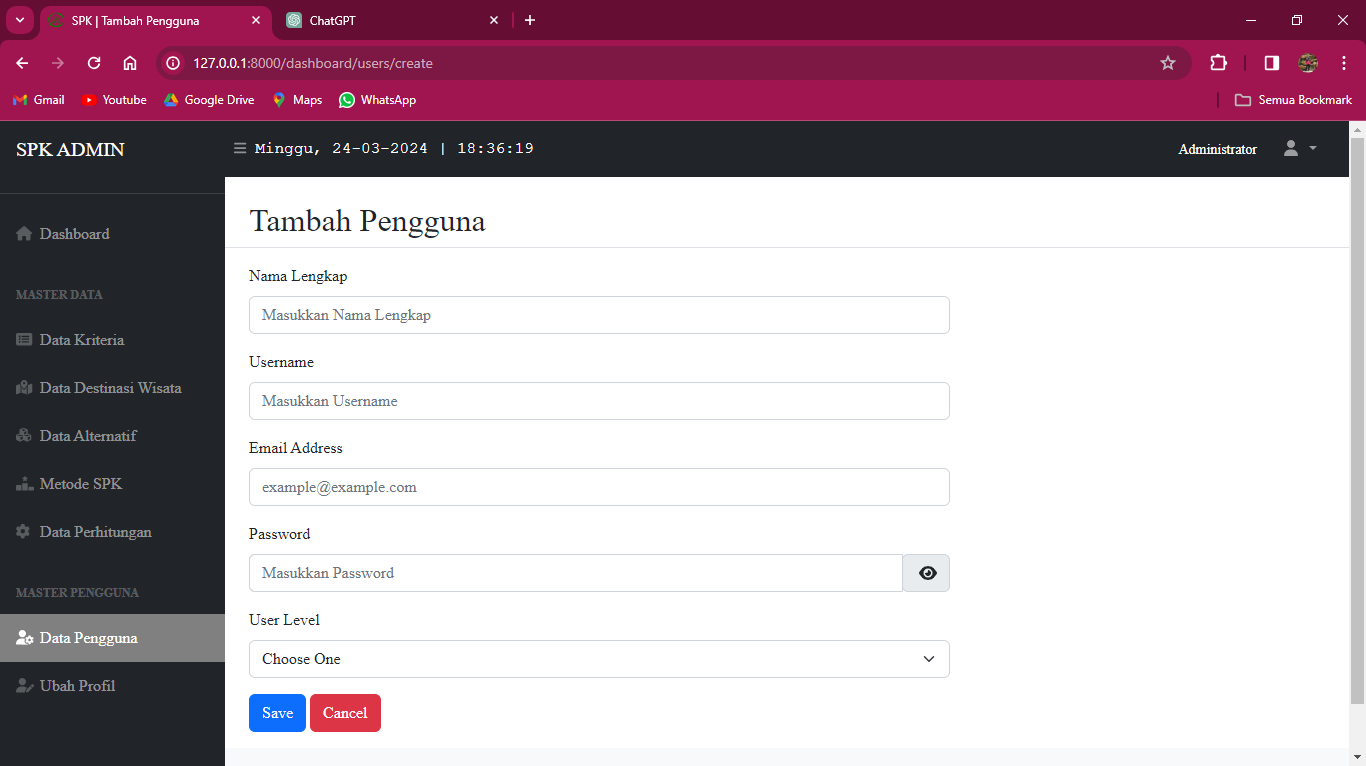 SPK | Tambah Pengguna
ChatGPT
127.0.0.1:8000/dashboard/users/create
Gmail
Youtube
Google Drive
Maps
WhatsApp
Semua Bookmark
SPK ADMIN
Minggu, 24-03-2024 | 18:36:19
Administrator
Dashboard
MASTER DATA
Data Kriteria
Data Destinasi Wisata
Data Alternatif
Metode SPK
Data Perhitungan
MASTER PENGGUNA
Data Pengguna
Ubah Profil
Tambah Pengguna
Nama Lengkap
Masukkan Nama Lengkap
Username
Masukkan Username
Email Address
example@example.com
Password
Masukkan Password
User Level
Choose One
Save
Cancel